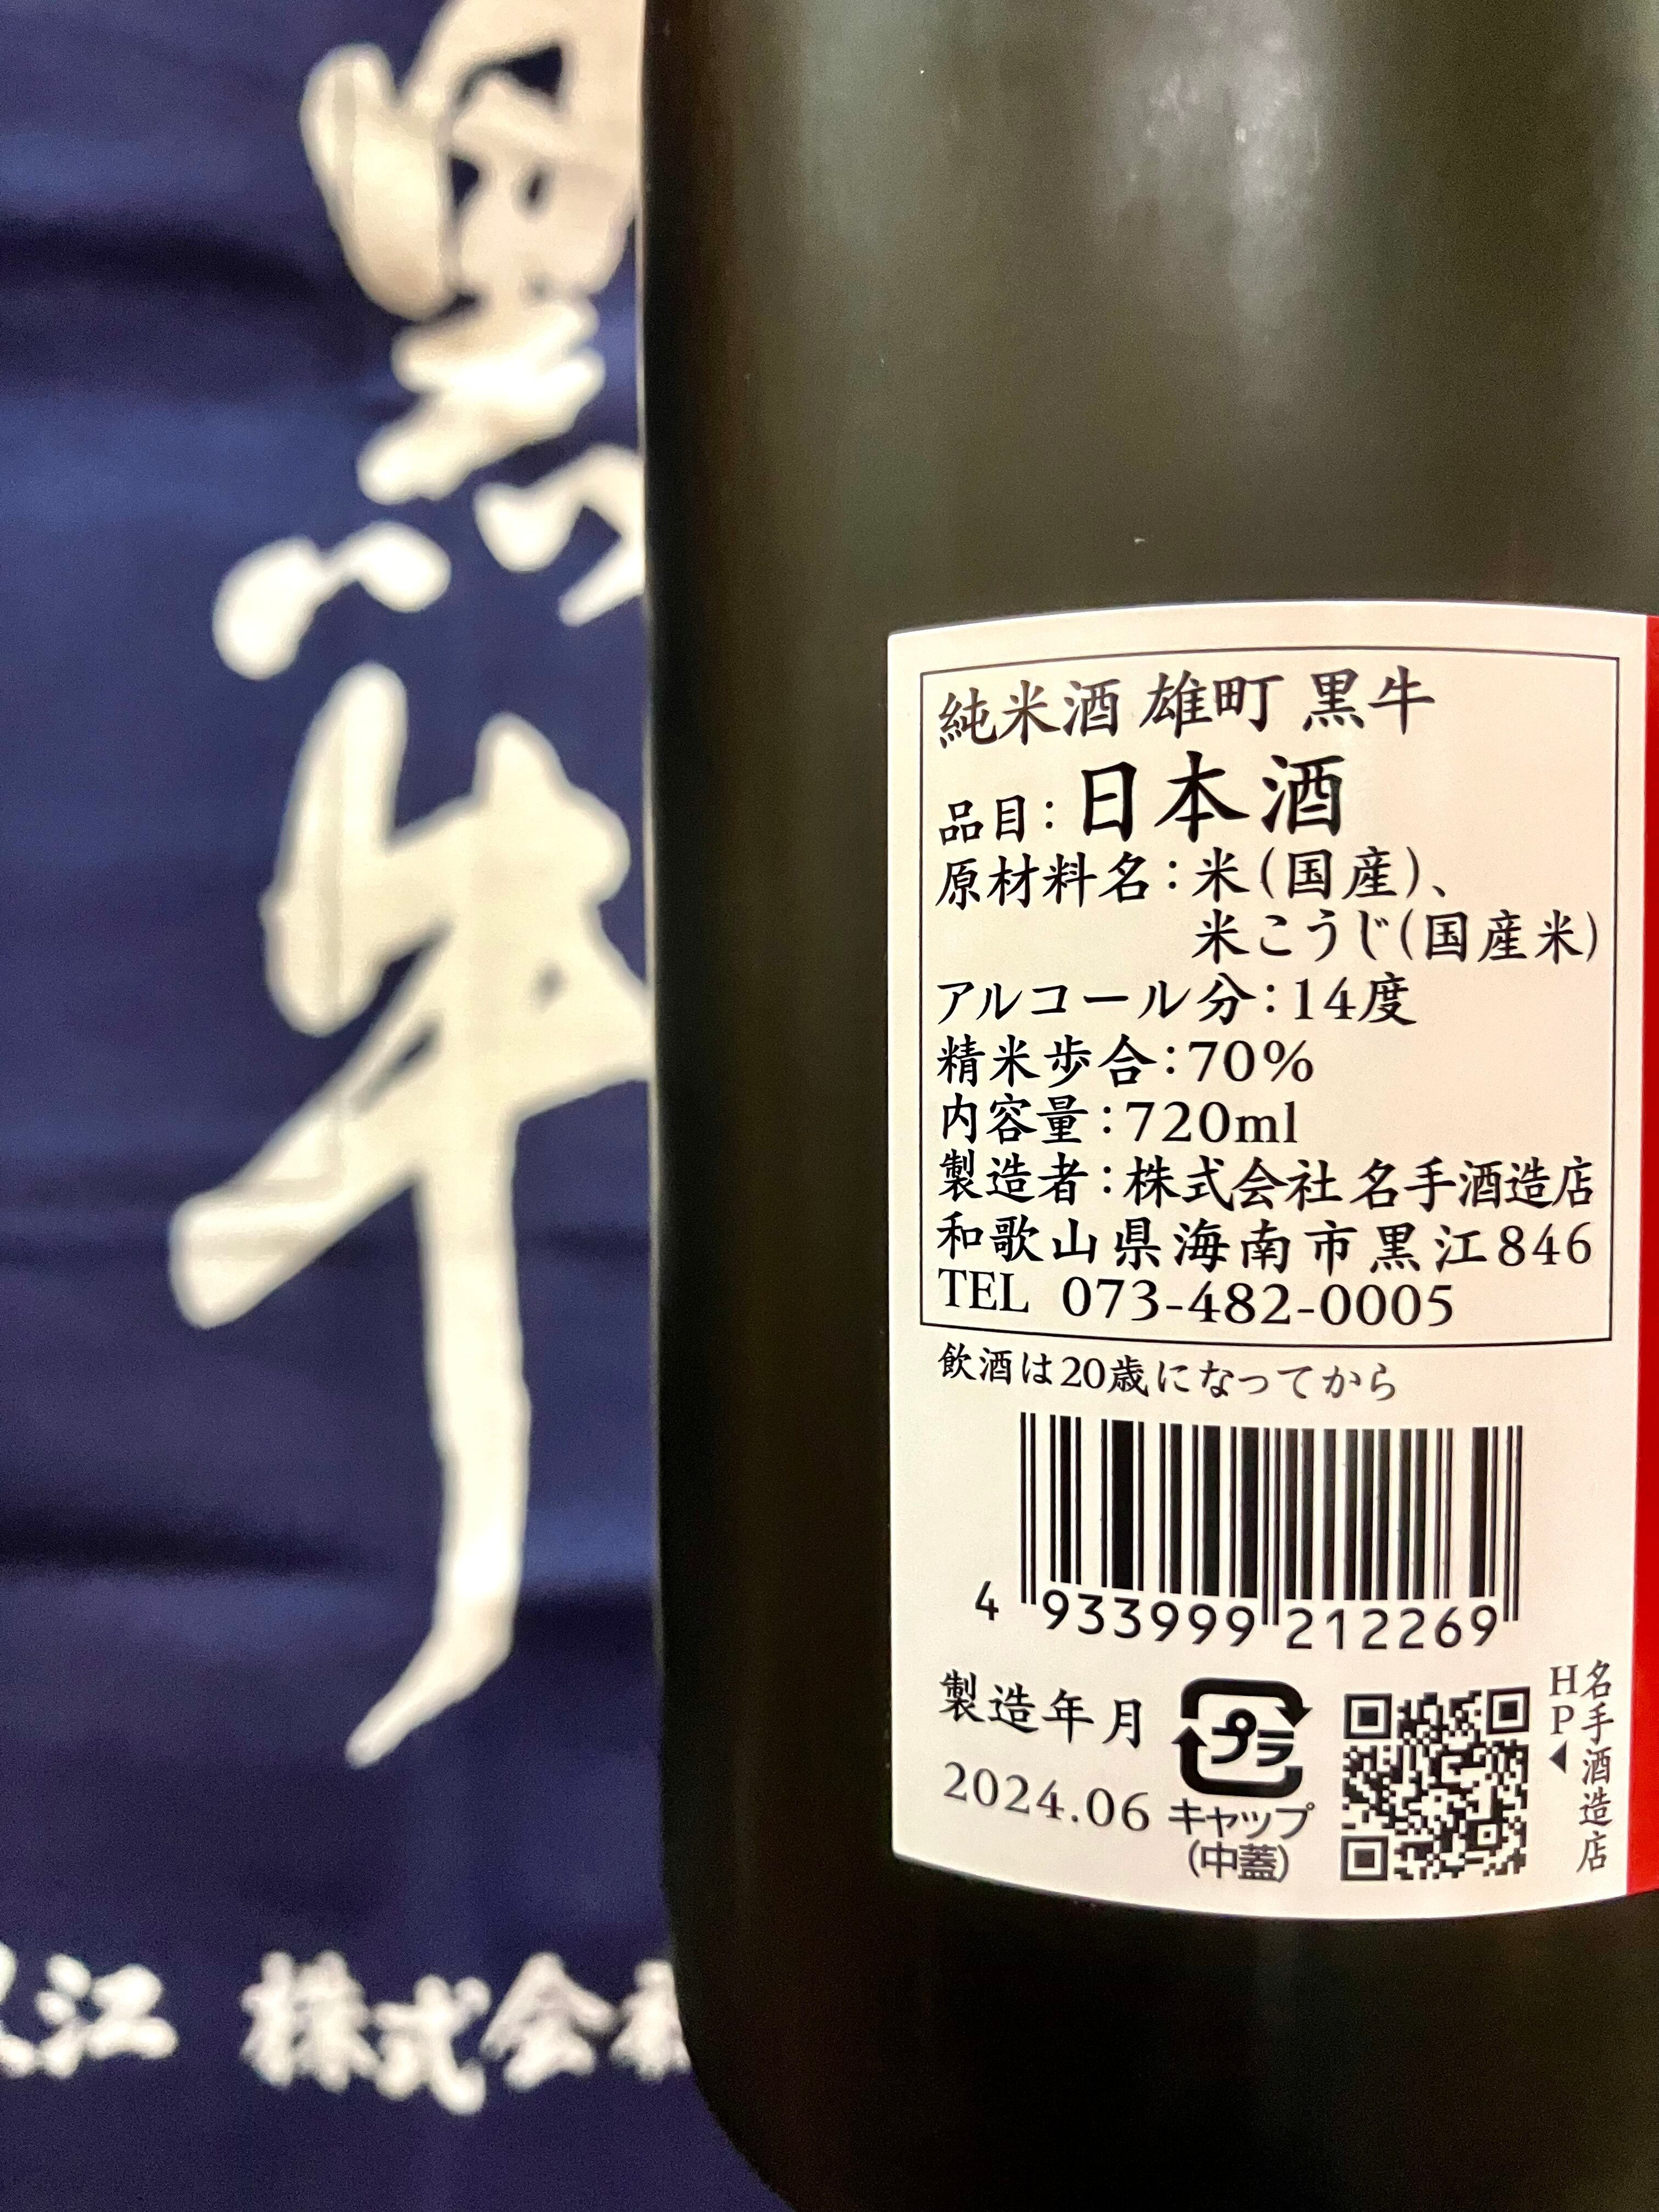 黒牛
江 株式会社
純米酒 雄町 黒牛
品目：日本酒
原材料名：米(国産)、
米こうじ(国産米)
アルコール分：14度
精米歩合：70%
内容量：720ml
製造者：株式会社 名手酒造店
和歌山県海南市黒江846
TEL 073-482-0005
飲酒は20歳になってから
4 933999 212269
製造年月
2024.06
プラ
キャップ
(中蓋)
名手酒造店
HP◀